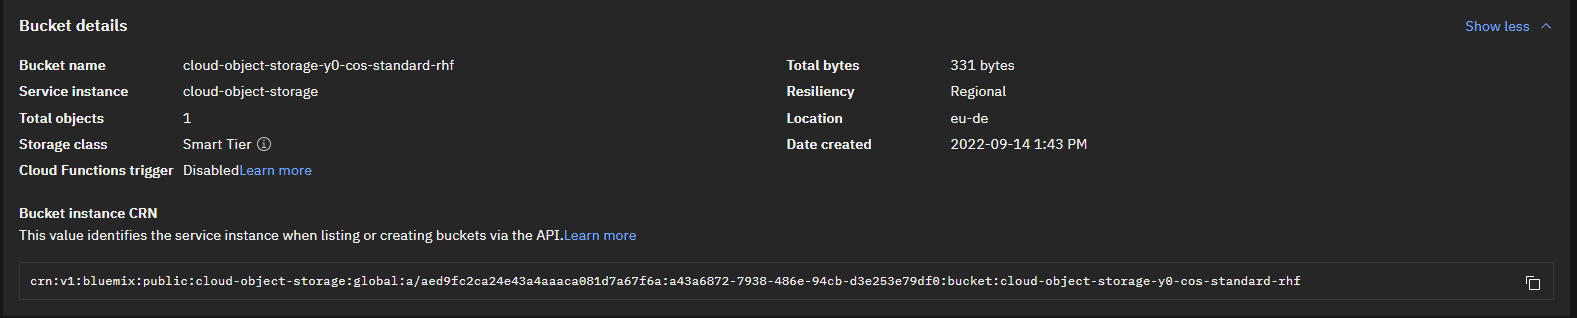 Bucket details
Show less
Bucket name cloud-object-storage-y0-cos-standard-rhf
Total bytes 331 bytes
Service instance cloud-object-storage
Resiliency Regional
Total objects 1
Location eu-de
Storage class Smart Tier
Date created 2022-09-14 1:43 PM
Cloud Functions trigger DisabledLearn more
Bucket instance CRN
This value identifies the service instance when listing or creating buckets via the API.Learn more
crn:v1:bluemix:public:cloud-object-storage:global:a/aed9fc2ca24e43a4aaaca081d7a67f6a:a43a6872-7938-486e-94cb-d3e253e79df0:bucket:cloud-object-storage-y0-cos-standard-rhf